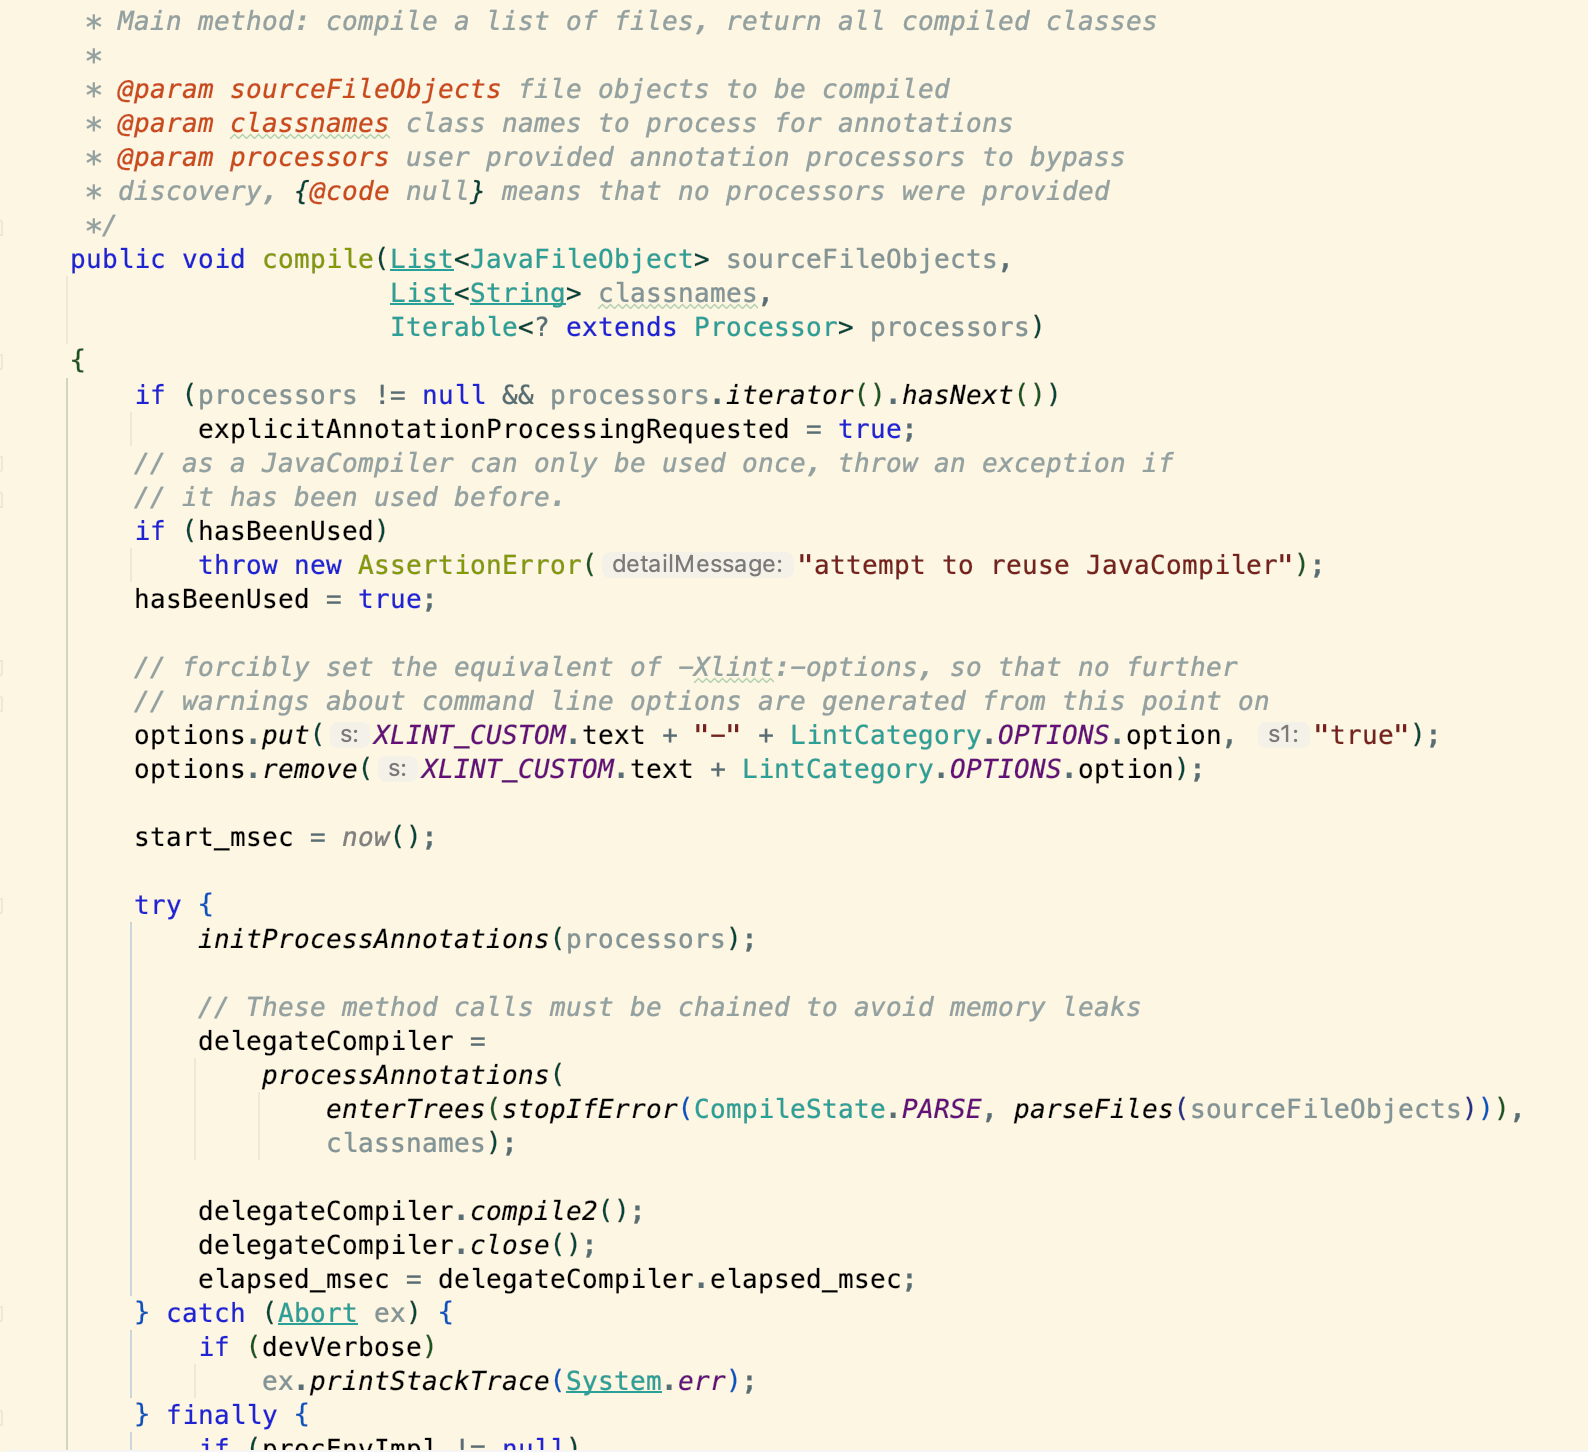 * Main method: compile a list of files, return all compiled classes
*
* @param sourceFileObjects file objects to be compiled
* @param classnames class names to process for annotations
* @param processors user provided annotation processors to bypass
* discovery, {@code null} means that no processors were provided
*/
public void compile(List<JavaFileObject> sourceFileObjects,
List<String> classnames,
Iterable<? extends Processor> processors)
{
if (processors != null && processors.iterator().hasNext())
explicitAnnotationProcessingRequested = true;
// as a JavaCompiler can only be used once, throw an exception if
// it has been used before.
if (hasBeenUsed)
throw new AssertionError( detailMessage: "attempt to reuse JavaCompiler");
hasBeenUsed = true;
// forcibly set the equivalent of -Xlint:-options, so that no further
// warnings about command line options are generated from this point on
options.put( s: XLINT_CUSTOM.text + "-" + LintCategory.OPTIONS.option, s1: "true");
options.remove( s: XLINT_CUSTOM.text + LintCategory.OPTIONS.option);
start_msec = now();
try {
initProcessAnnotations(processors);
// These method calls must be chained to avoid memory leaks
delegateCompiler =
processAnnotations(
enterTrees(stopIfError(CompileState.PARSE, parseFiles(sourceFileObjects))),
classnames);
delegateCompiler.compile2();
delegateCompiler.close();
elapsed_msec = delegateCompiler.elapsed_msec;
} catch (Abort ex) {
if (devVerbose)
ex.printStackTrace(System.err);
} finally {
if (procEnvImpl != null)